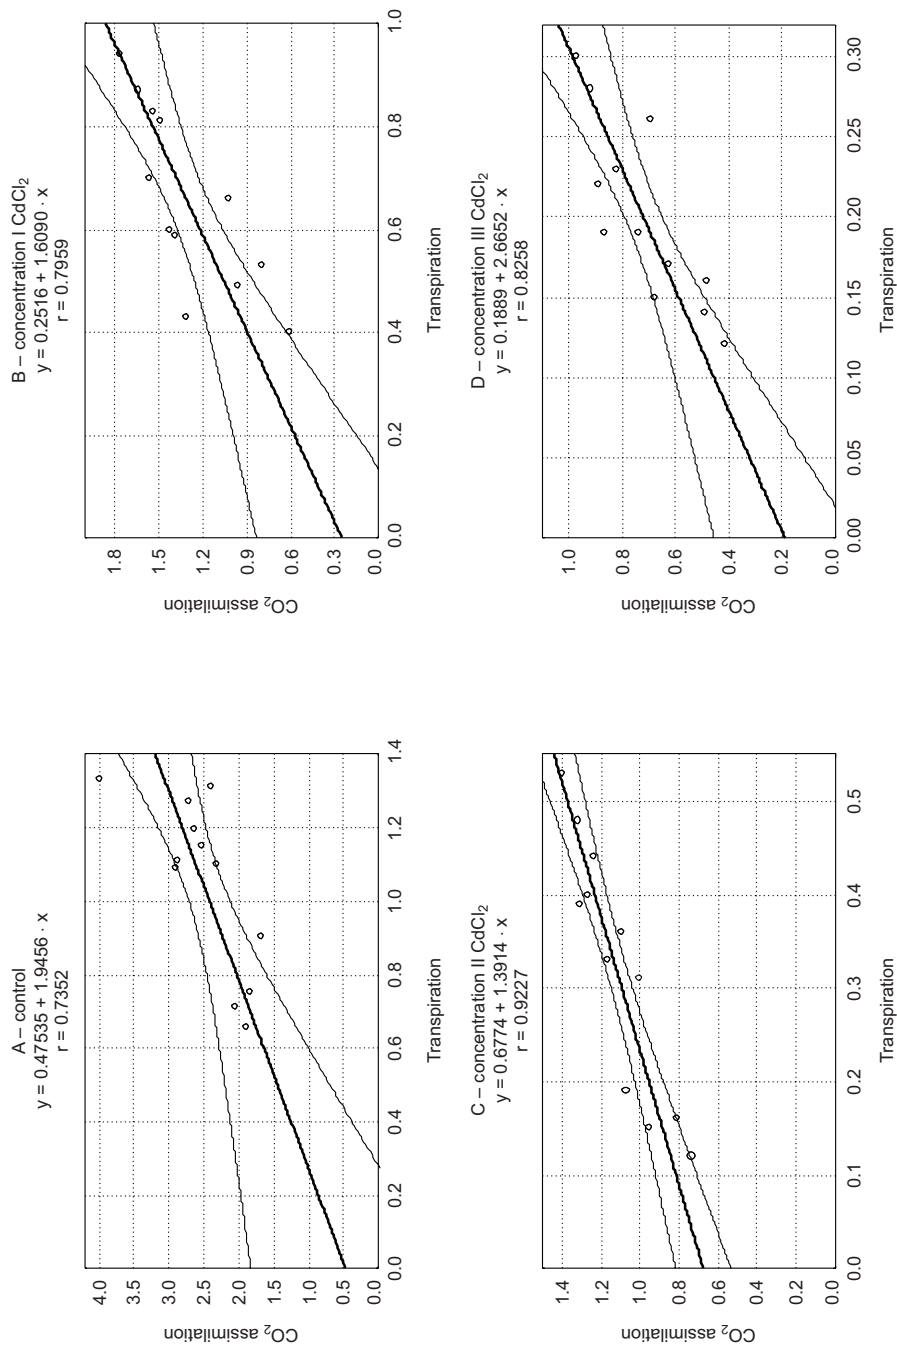 A – control
y = 0.47535 + 1.9456 · x
r = 0.7352
CO2 assimilation
4.0
3.5
3.0
2.5
2.0
1.5
1.0
0.5
0.0
0.0 0.2 0.4 0.6 0.8 1.0 1.2 1.4
Transpiration
B – concentration I CdCl2
y = 0.2516 + 1.6090 · x
r = 0.7959
CO2 assimilation
1.8
1.5
1.2
0.9
0.6
0.3
0.0
0.0 0.2 0.4 0.6 0.8 1.0
Transpiration
C – concentration II CdCl2
y = 0.6774 + 1.3914 · x
r = 0.9227
CO2 assimilation
1.4
1.2
1.0
0.8
0.6
0.4
0.2
0.0
0.0 0.1 0.2 0.3 0.4 0.5
Transpiration
D – concentration III CdCl2
y = 0.1889 + 2.6652 · x
r = 0.8258
CO2 assimilation
1.0
0.8
0.6
0.4
0.2
0.0
0.00 0.05 0.10 0.15 0.20 0.25 0.30
Transpiration